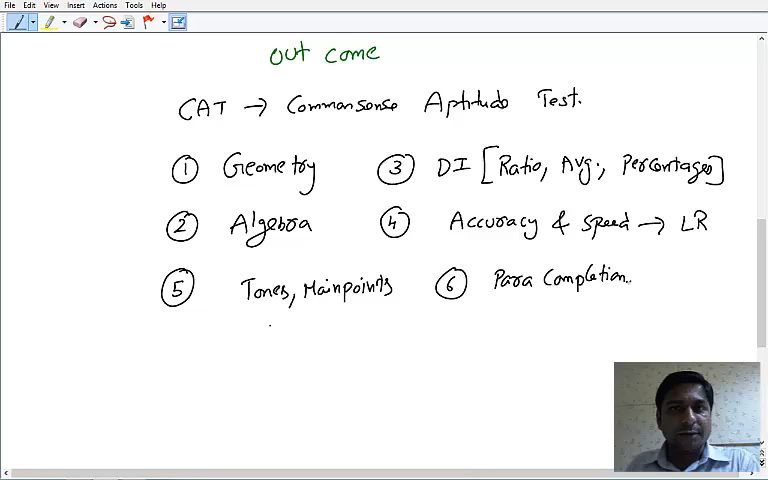 File Edit View Insert Actions Tools Help
out come
CAT → Commonsense Aptitude Test.
① Geometry ③ DI [Ratio, Avg., Percentages]
② Algebra ④ Accuracy & Speed → LR
⑤ Tones, Mainpoints ⑥ Para Completion..